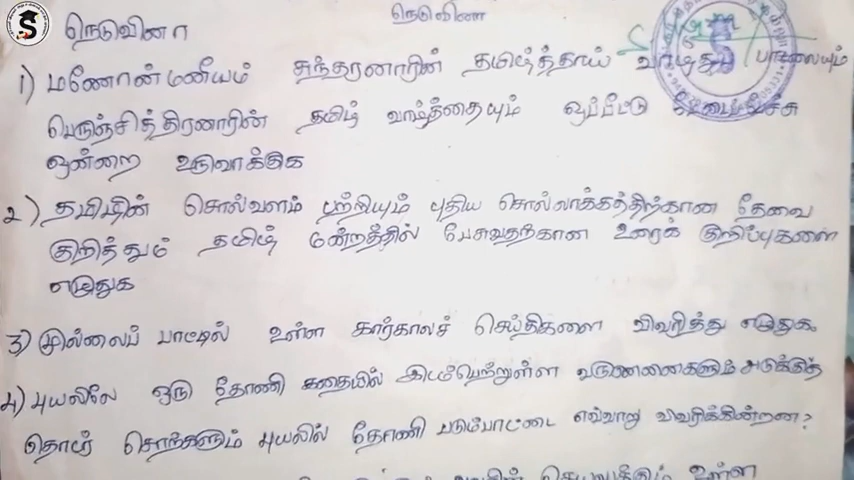 நெடுவினா
நெடுவினா
1) மனோன்மணீயம் சுந்தரனாரின் தமிழ்த்தாய் வாழ்த்துப் பாடலையும்
பெருஞ்சித்திரனாரின் தமிழ் வாழ்த்தையும் ஒப்பிட்டு
ஒன்றை உருவாக்குக
2) தமிழின் சொல்வளம் பற்றியும் புதிய சொல்லாக்கத்திற்கான தேவை
குறித்தும் தமிழ் மன்றத்தில் பேசுவதற்கான உரைக் குறிப்புகளை
எழுதுக
3) முல்லைப் பாட்டில் உள்ள கார்காலச் செய்திகளை விவரித்து எழுதுக
4) புயலிலே ஒரு தோணி கதையில் இடம்பெற்றுள்ள வருணனைகளும் அடுக்குத்
தொடர் சொற்களும் புயலில் தோணி படும்பாட்டை எவ்வாறு விவரிக்கின்றன?
உள்ள